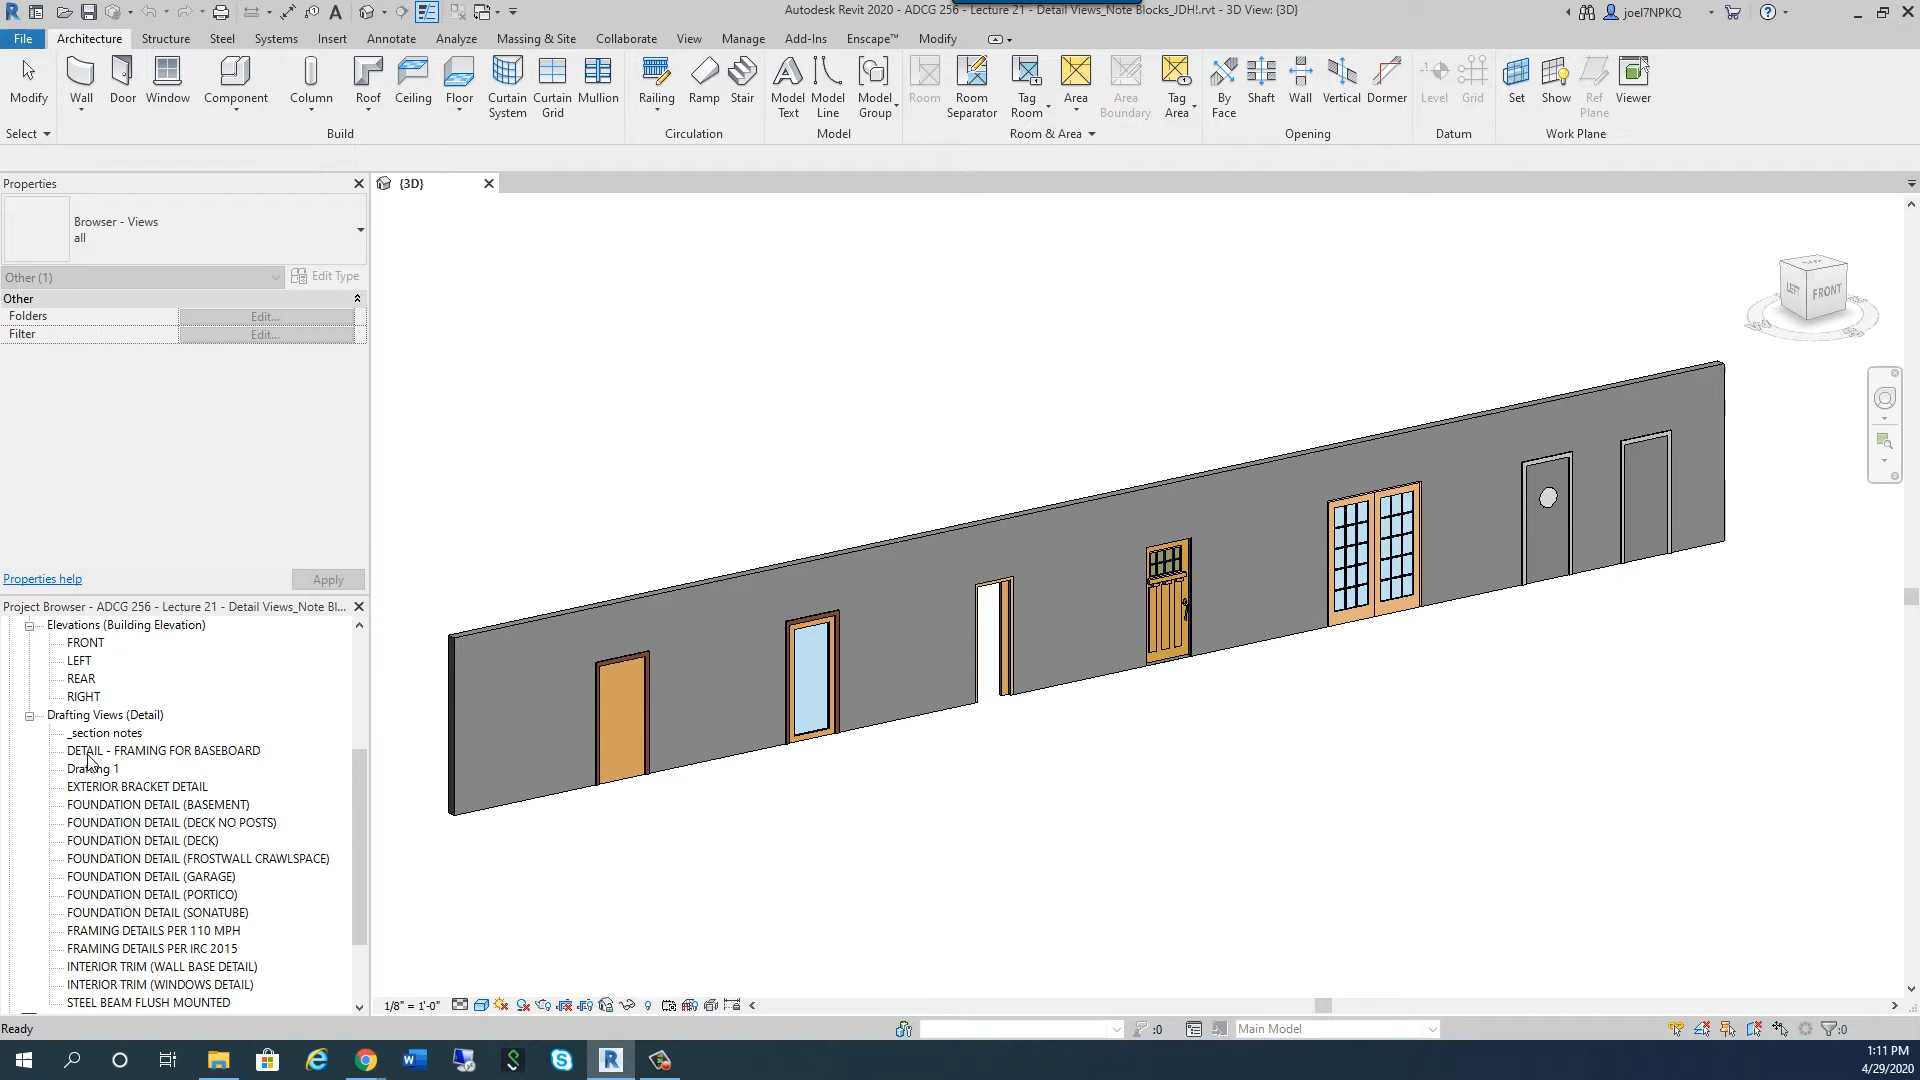 Autodesk Revit 2020 - ADCG 256 - Lecture 21 - Detail Views_Note Blocks_JDH!.rvt - 3D View: {3D}
joel7NPKQ
File
Architecture
Structure
Steel
Systems
Insert
Annotate
Analyze
Massing & Site
Collaborate
View
Manage
Add-Ins
Enscape™
Modify
Modify
Wall
Door
Window
Component
Column
Roof
Ceiling
Floor
Curtain System
Curtain Grid
Mullion
Railing
Ramp
Stair
Model Text
Model Line
Model Group
Room
Room Separator
Tag Room
Area
Area Boundary
Tag Area
By Face
Shaft
Wall
Vertical
Dormer
Level
Grid
Set
Show
Ref Plane
Viewer
Select
Build
Circulation
Model
Room & Area
Opening
Datum
Work Plane
Properties
{3D}
Browser - Views
all
Other (1)
Edit Type
Other
Folders
Edit...
Filter
Edit...
LEFT
FRONT
Properties help
Apply
Project Browser - ADCG 256 - Lecture 21 - Detail Views_Note Bl...
Elevations (Building Elevation)
FRONT
LEFT
REAR
RIGHT
Drafting Views (Detail)
_section notes
DETAIL - FRAMING FOR BASEBOARD
Drafting 1
EXTERIOR BRACKET DETAIL
FOUNDATION DETAIL (BASEMENT)
FOUNDATION DETAIL (DECK NO POSTS)
FOUNDATION DETAIL (DECK)
FOUNDATION DETAIL (FROSTWALL CRAWLSPACE)
FOUNDATION DETAIL (GARAGE)
FOUNDATION DETAIL (PORTICO)
FOUNDATION DETAIL (SONATUBE)
FRAMING DETAILS PER 110 MPH
FRAMING DETAILS PER IRC 2015
INTERIOR TRIM (WALL BASE DETAIL)
INTERIOR TRIM (WINDOWS DETAIL)
STEEL BEAM FLUSH MOUNTED
1/8" = 1'-0"
Ready
:0
Main Model
:0
1:11 PM
4/29/2020